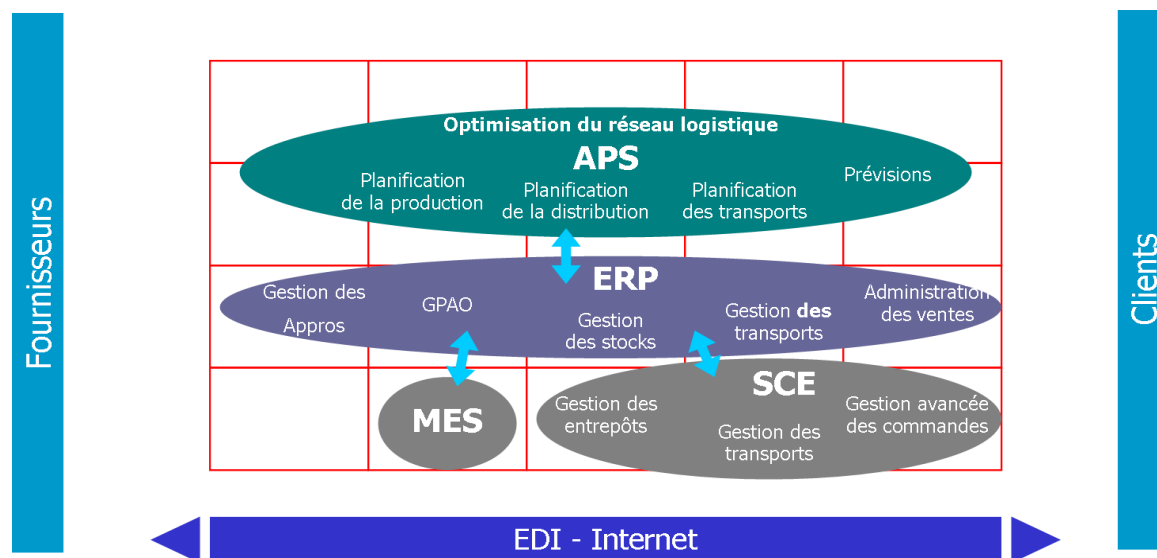 Fournisseurs
Optimisation du réseau logistique
APS
Planification
de la production
Planification
de la distribution
Planification
des transports
Prévisions
ERP
Gestion des
Appros
GPAO
Gestion
des stocks
Gestion des
transports
Administration
des ventes
MES
SCE
Gestion des
entrepôts
Gestion des
transports
Gestion avancée
des commandes
Clients
EDI - Internet